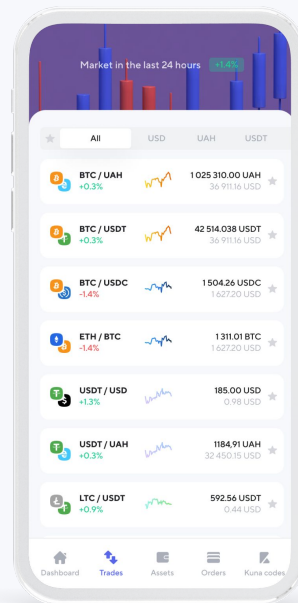 Market in the last 24 hours +1.4%
All USD UAH USDT
BTC / UAH 1 025 310.00 UAH
+0.3% 36 911.16 USD
BTC / USDT 42 514.038 USDT
+0.3% 36 911.16 USD
BTC / USDC 1 504.26 USDC
-1.4% 1 627.20 USD
ETH / BTC 1 311.01 BTC
-1.4% 1 627.20 USD
USDT / USD 185.00 USD
+1.3% 0.98 USD
USDT / UAH 1184,91 UAH
+0.3% 32 450.15 USD
LTC / USDT 592.56 USDT
+0.9% 0.44 USD
Dashboard Trades Assets Orders Kuna codes